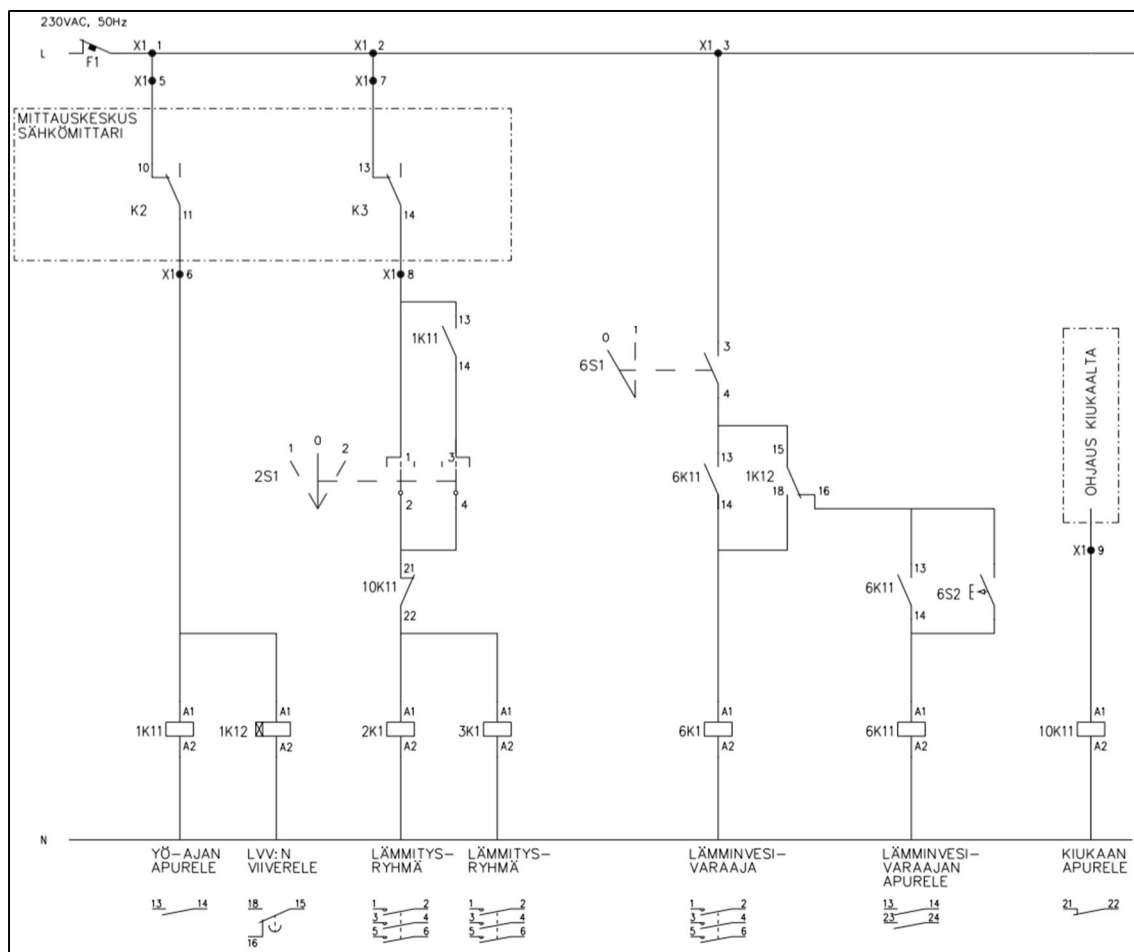 230VAC, 50Hz
L
F1
X1 1
X1 2
X1 3
X1 5
X1 7
MITTAUSKESKUS
SÄHKÖMITTARI
10
K2
11
13
K3
14
X1 6
X1 8
13
1K11
14
0 1
6S1
3
4
OHJAUS KIUKAALTA
1 0 2
2S1
1
2
3
4
13
6K11
14
15
1K12
18
16
X1 9
21
10K11
22
13
6K11
14
6S2
A1
1K11
A2
A1
1K12
A2
A1
2K1
A2
A1
3K1
A2
A1
6K1
A2
A1
6K11
A2
A1
10K11
A2
N
YÖ-AJAN
APURELE
LVV:N
VIIVERELE
LÄMMITYS-
RYHMÄ
LÄMMITYS-
RYHMÄ
LÄMMINVESI-
VARAAJA
LÄMMINVESI-
VARAAJAN
APURELE
KIUKAAN
APURELE
13 14
18 15
16
1 2
3 4
5 6
1 2
3 4
5 6
1 2
3 4
5 6
13 14
23 24
21 22